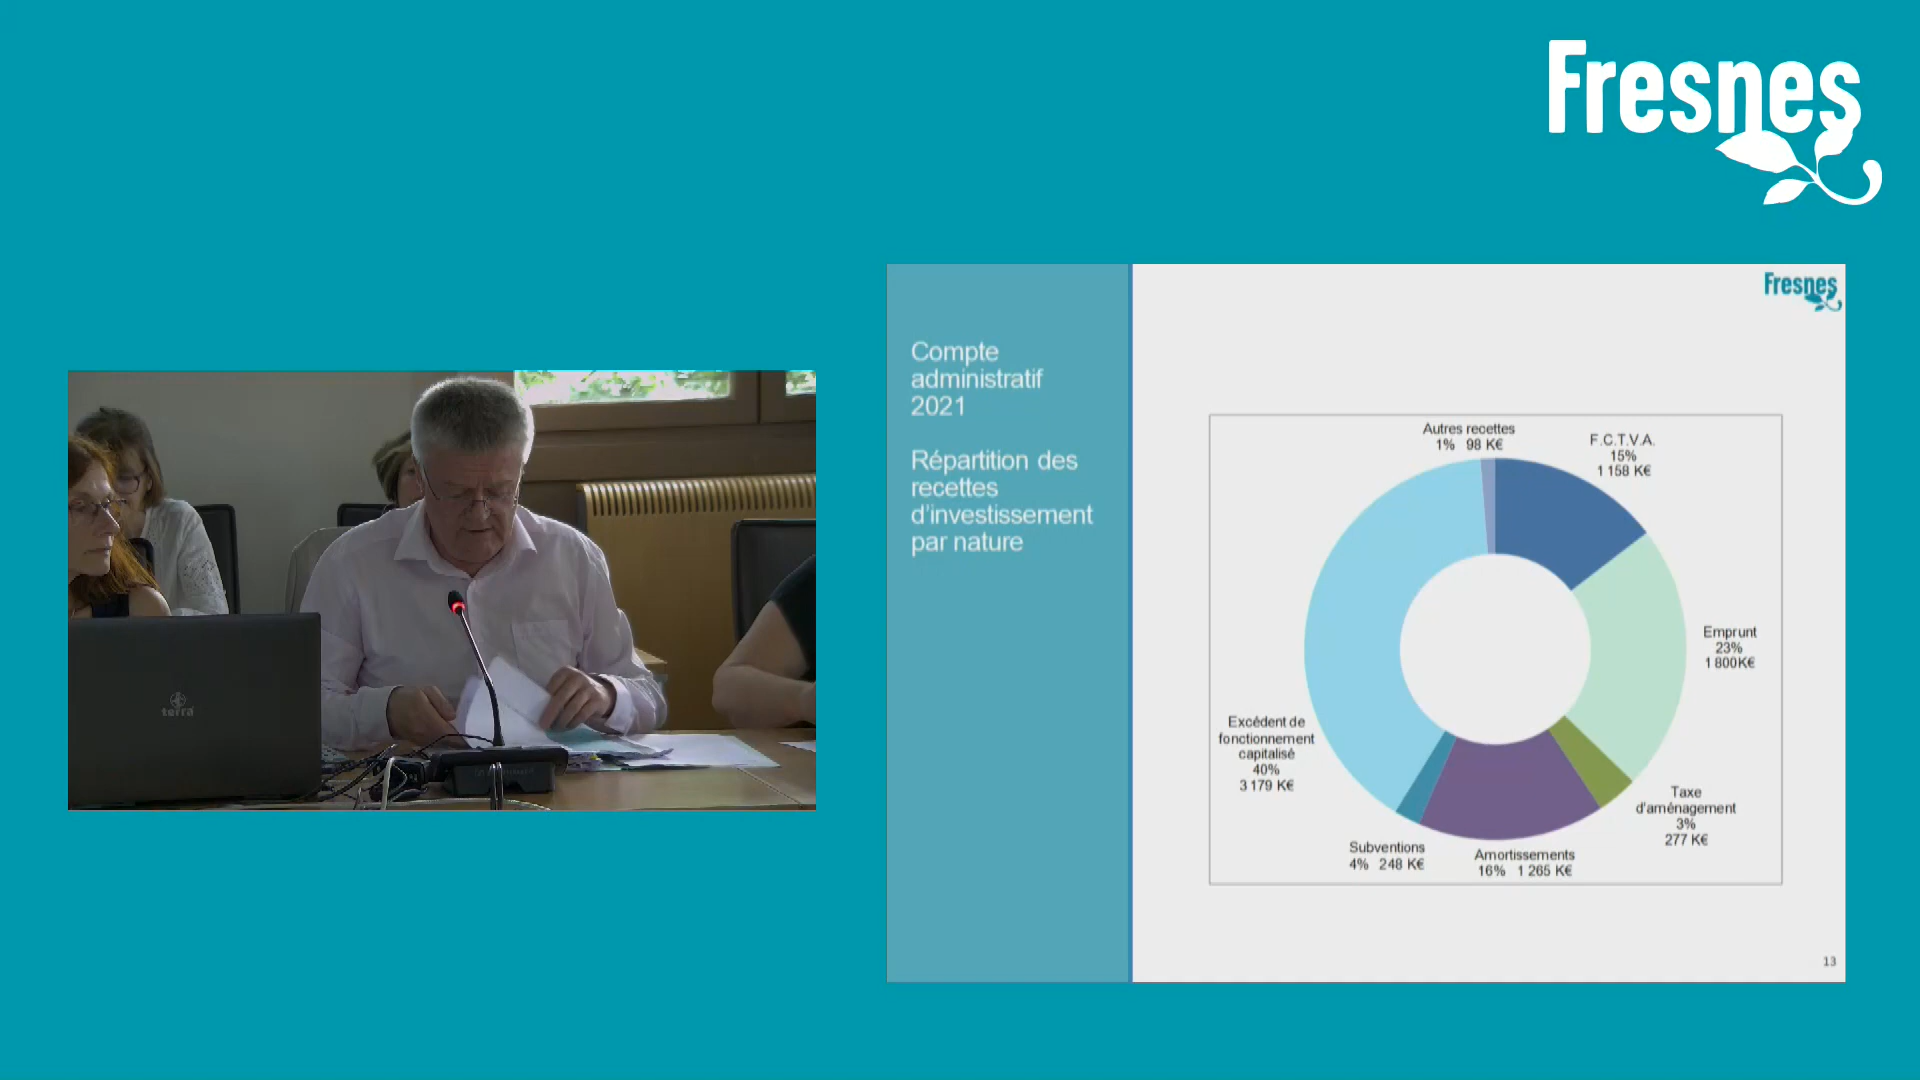 Fresnes
Fresnes
Compte
administratif
2021
Répartition des
recettes
d'investissement
par nature
Autres recettes
1% 98 K€
F.C.T.V.A.
15%
1 158 K€
Emprunt
23%
1 800K€
Taxe
d'aménagement
3%
277 K€
Amortissements
16% 1 265 K€
Subventions
4% 248 K€
Excédent de
fonctionnement
capitalisé
40%
3 179 K€
13
terra